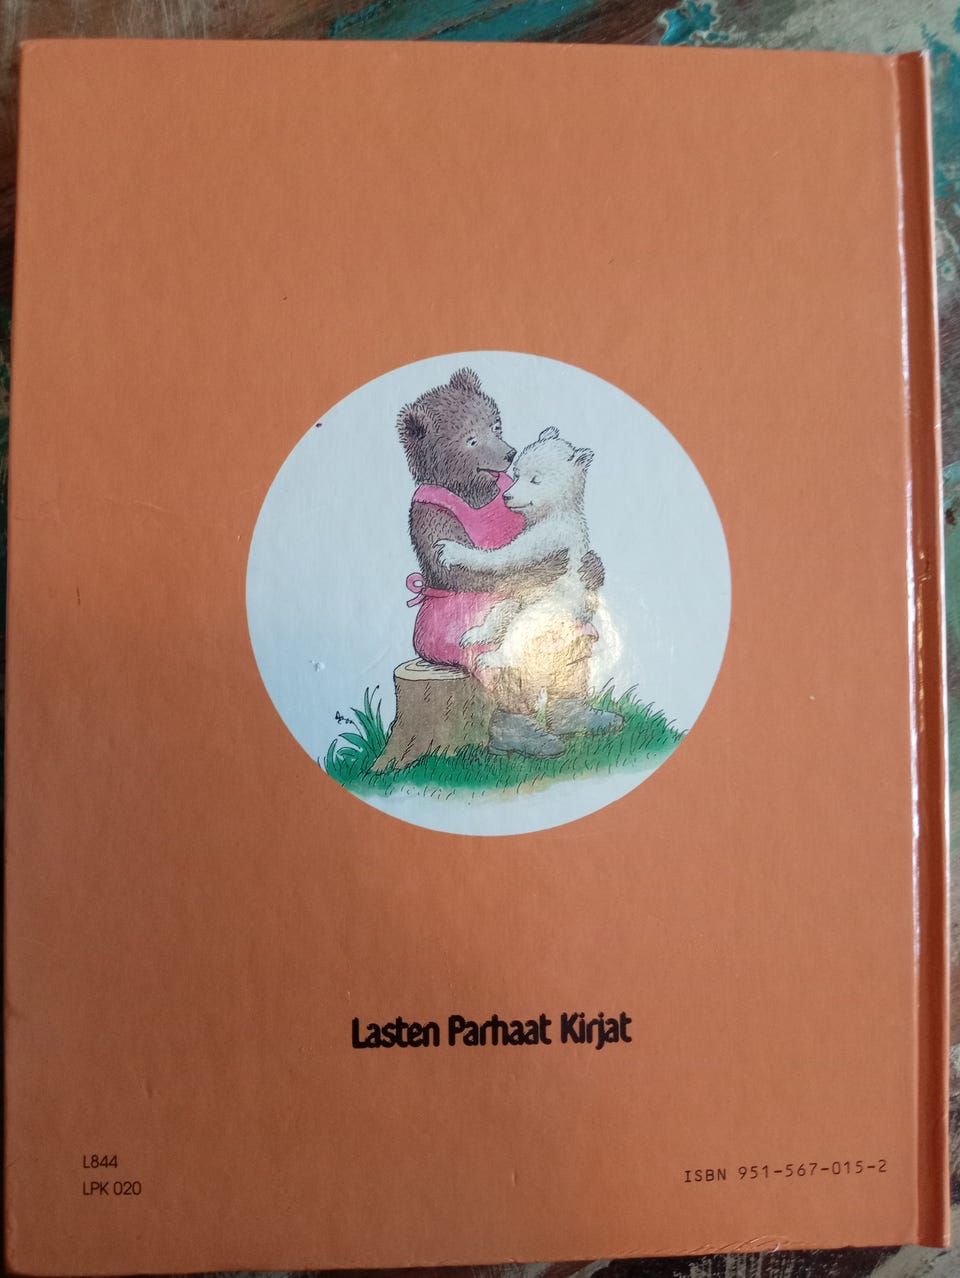 Lasten Parhaat Kirjat
L844
LPK 020
ISBN 951-567-015-2